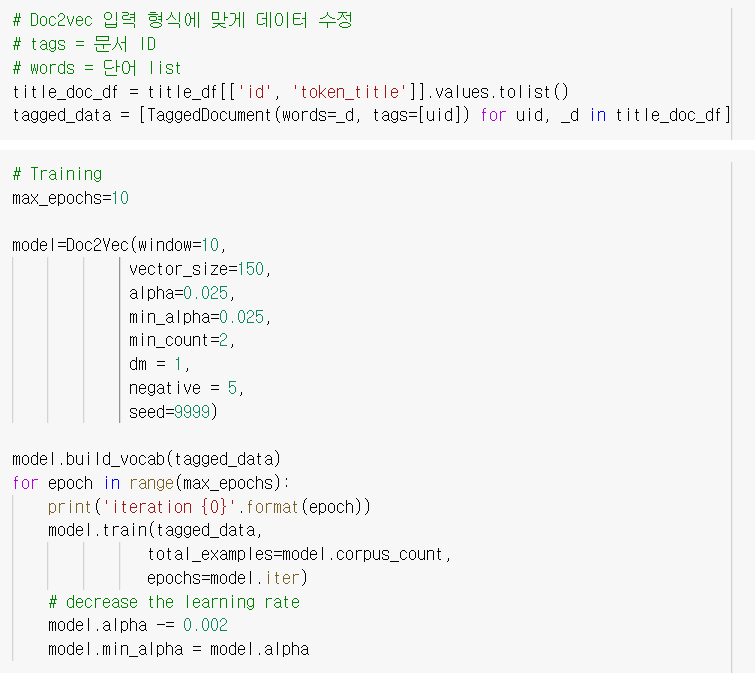 # Doc2vec 입력 형식에 맞게 데이터 수정
# tags = 문서 ID
# words = 단어 list
title_doc_df = title_df[['id', 'token_title']].values.tolist()
tagged_data = [TaggedDocument(words=_d, tags=[uid]) for uid, _d in title_doc_df]
# Training
max_epochs=10
model=Doc2Vec(window=10,
vector_size=150,
alpha=0.025,
min_alpha=0.025,
min_count=2,
dm = 1,
negative = 5,
seed=9999)
model.build_vocab(tagged_data)
for epoch in range(max_epochs):
print('iteration {0}'.format(epoch))
model.train(tagged_data,
total_examples=model.corpus_count,
epochs=model.iter)
# decrease the learning rate
model.alpha -= 0.002
model.min_alpha = model.alpha